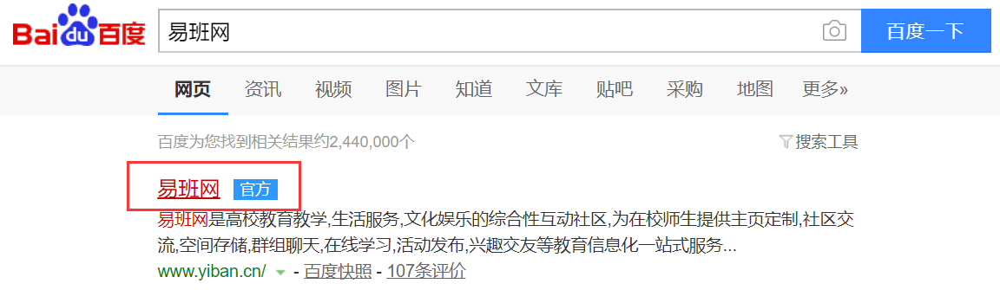 Bai du 百度 易班网 百度一下
网页 资讯 视频 图片 知道 文库 贴吧 采购 地图 更多»
百度为您找到相关结果约2,440,000个 搜索工具
易班网 官方
易班网是高校教育教学,生活服务,文化娱乐的综合性互动社区,为在校师生提供主页定制,社区交
流,空间存储,群组聊天,在线学习,活动发布,兴趣交友等教育信息化一站式服务...
www.yiban.cn/ - 百度快照 - 107条评价